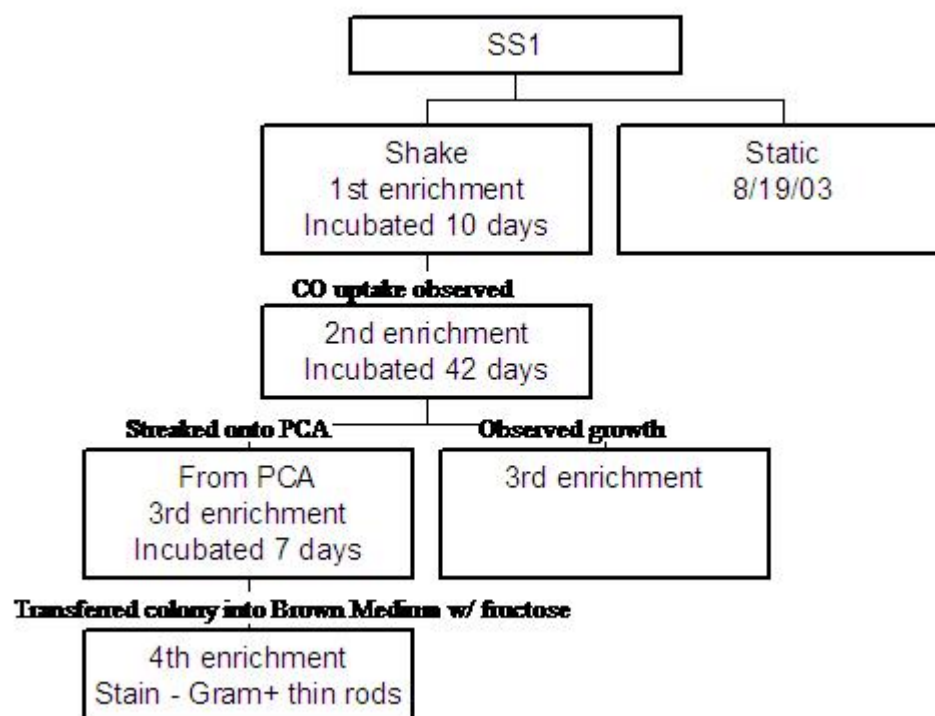 SS1
Shake
1st enrichment
Incubated 10 days
Static
8/19/03
CO uptake observed
2nd enrichment
Incubated 42 days
Streaked onto PCA
Observed growth
From PCA
3rd enrichment
Incubated 7 days
3rd enrichment
Transferred colony into Brown Medium w/ fructose
4th enrichment
Stain - Gram+ thin rods